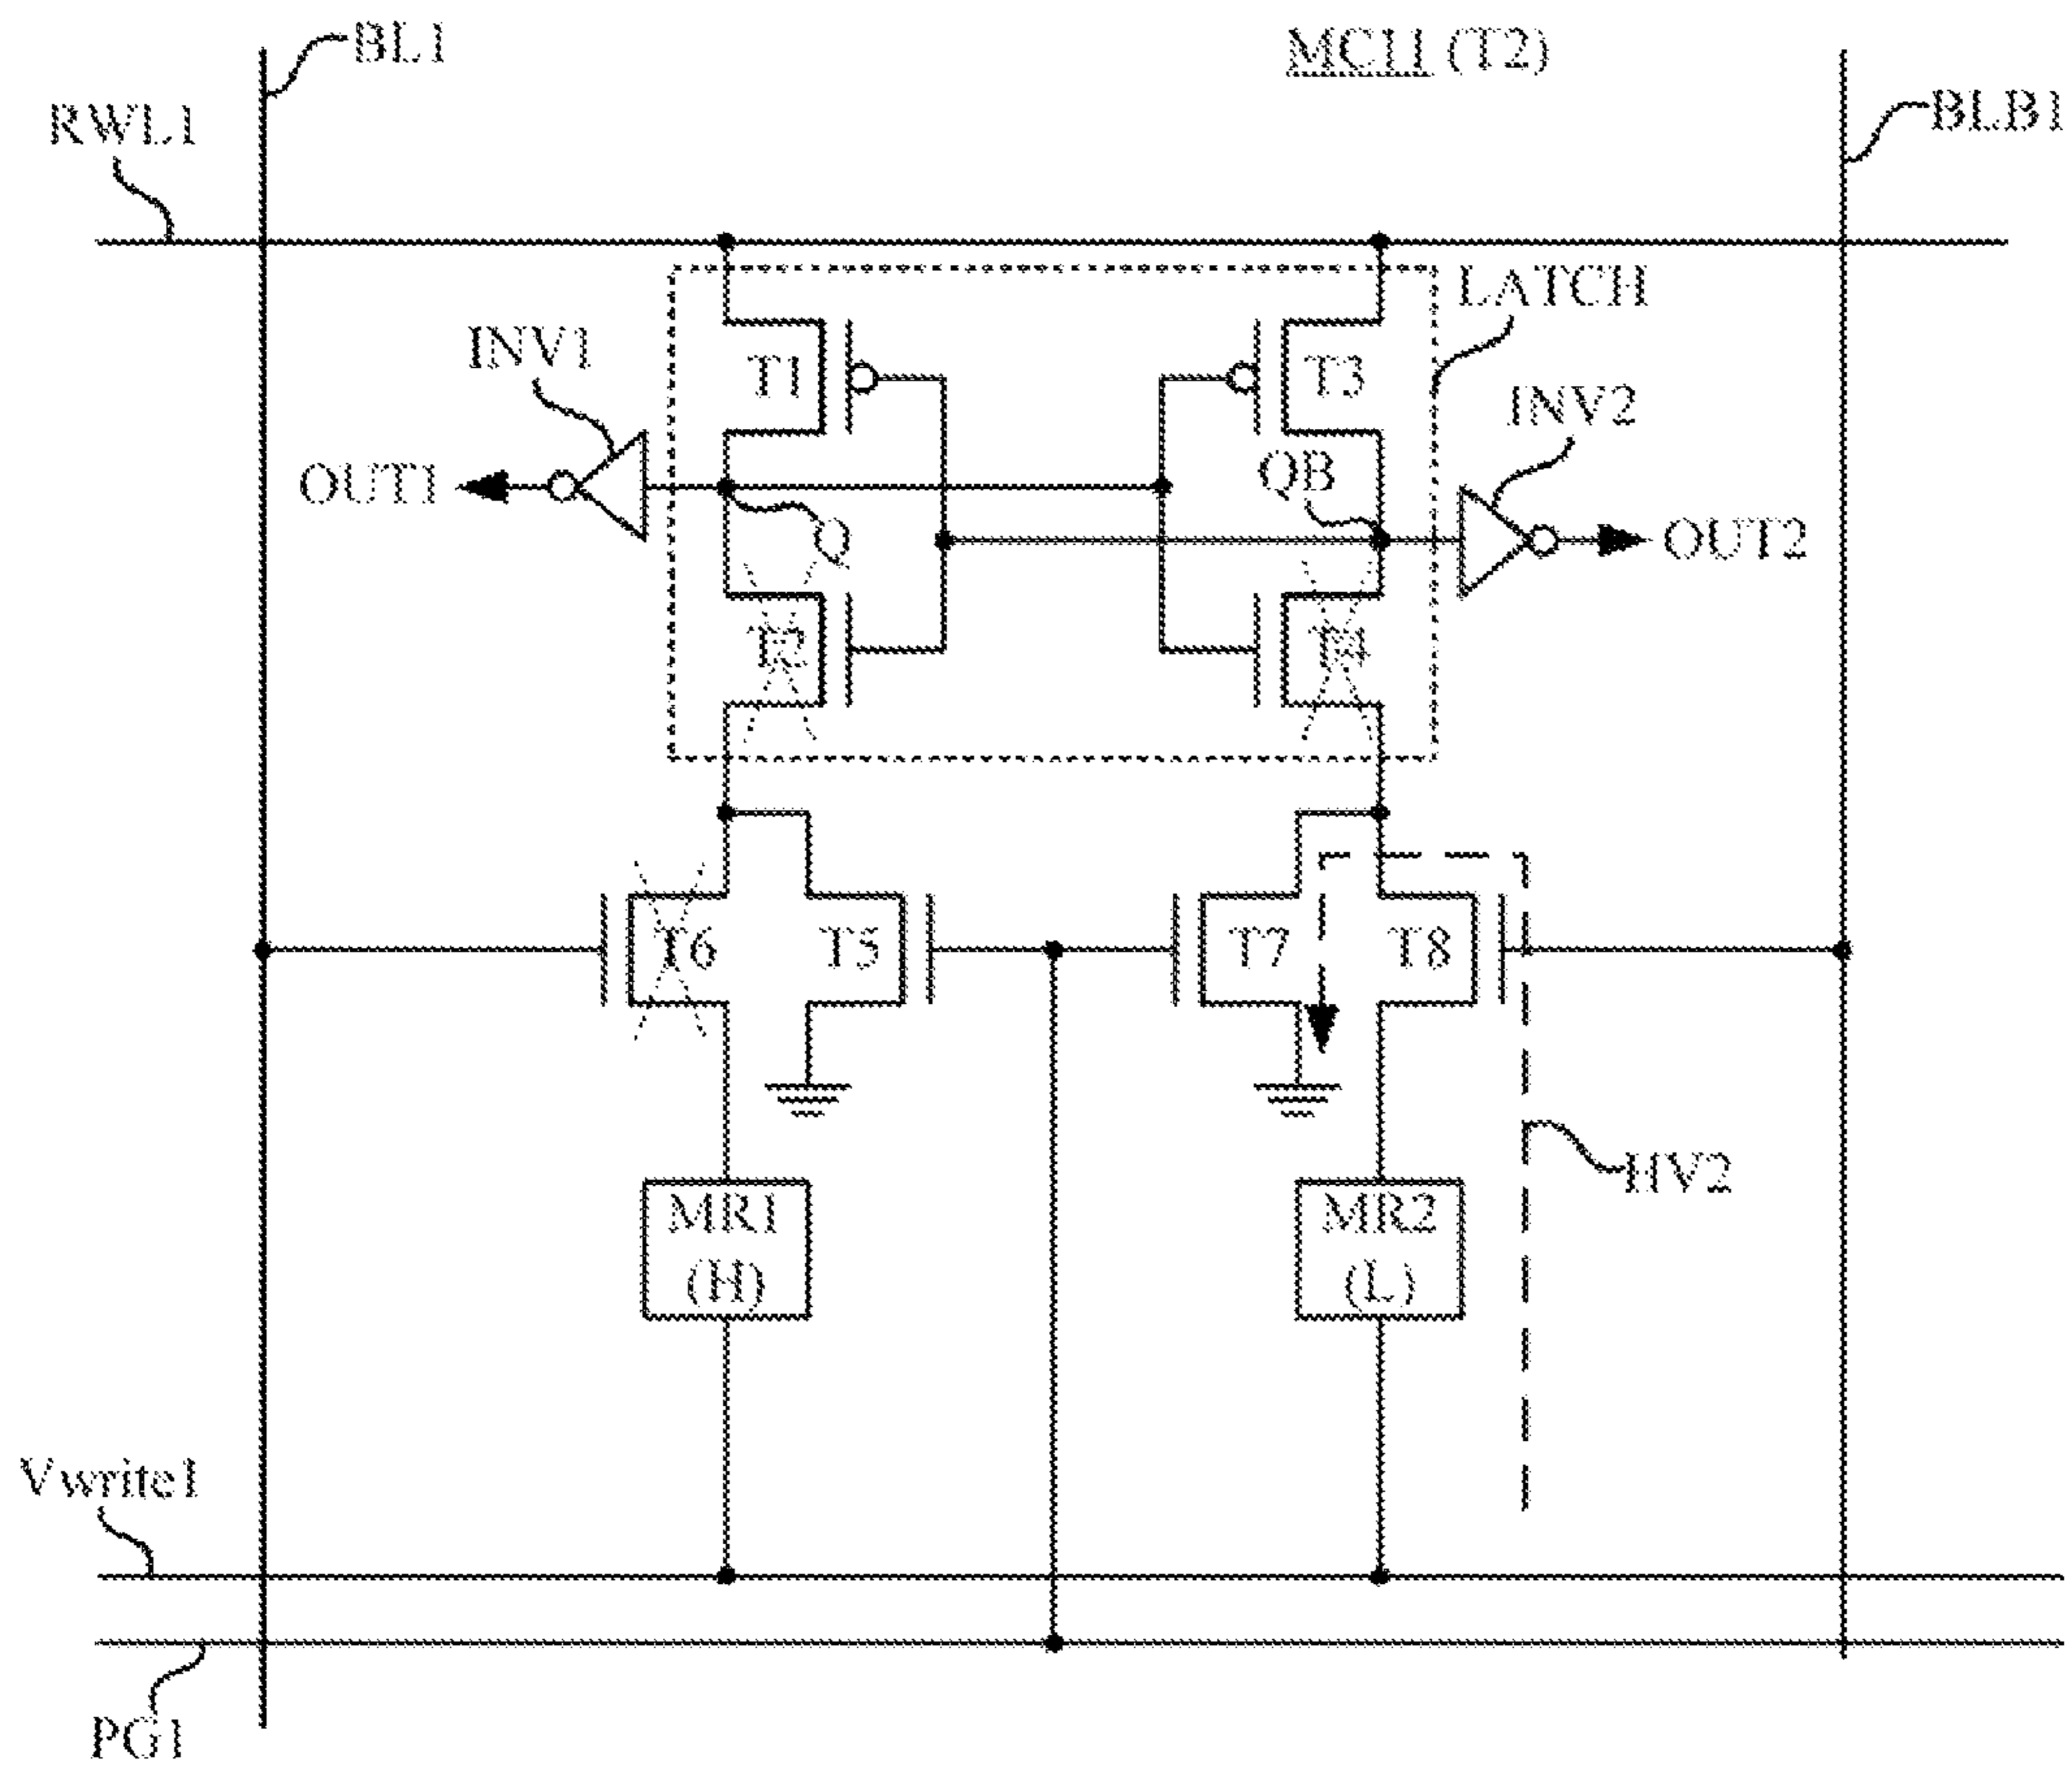 BL1
MC11 (T2)
BLB1
RWL1
LATCH
INV1
T1
T3
INV2
OUT1
QB
Q
OUT2
T2
T4
T6
T5
T7
T8
HV2
MR1
(H)
MR2
(L)
Vwrite1
PG1